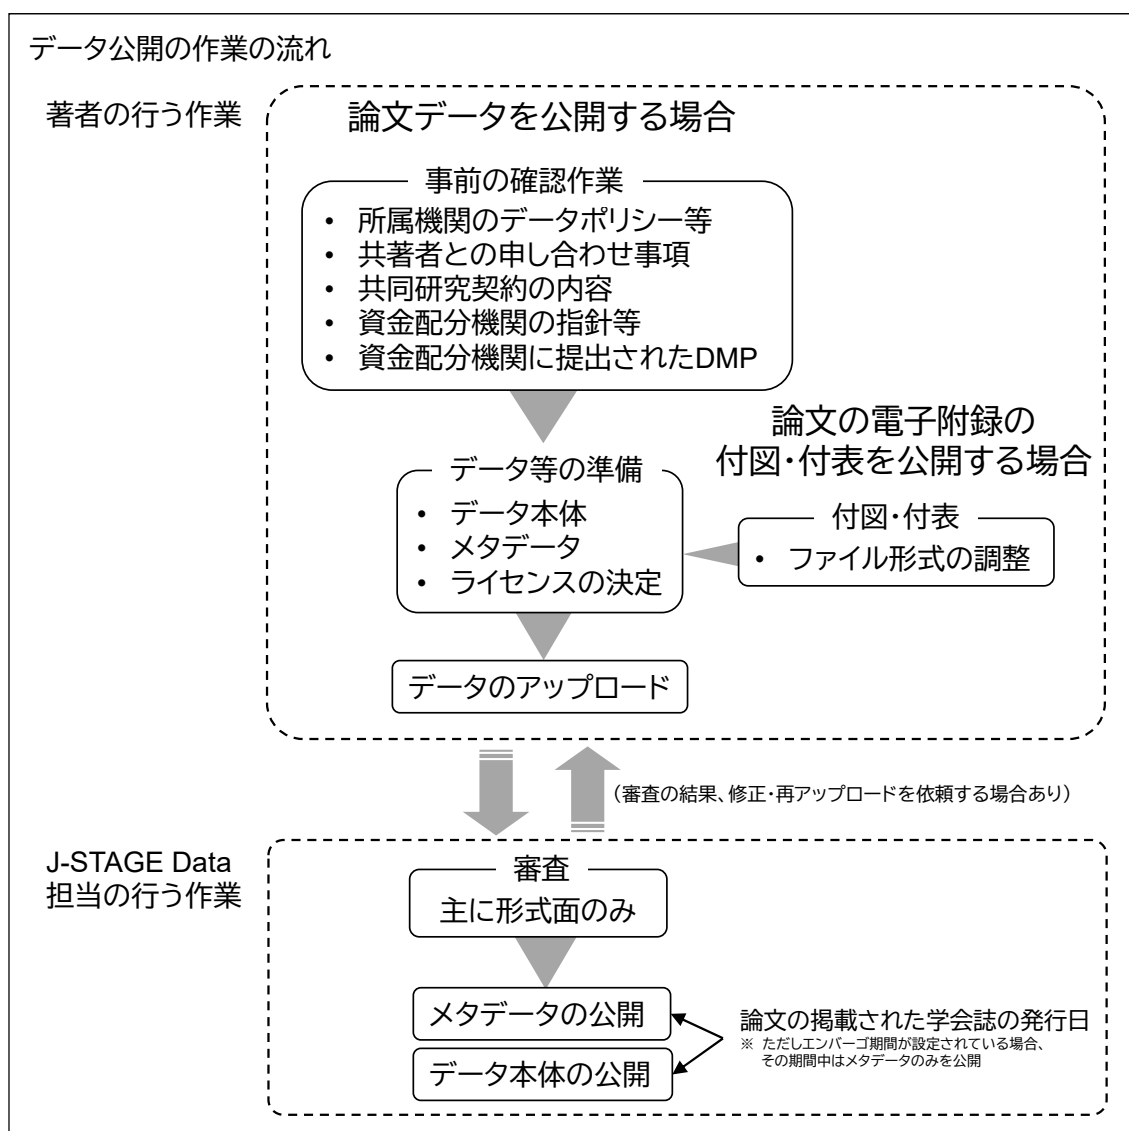 データ公開の作業の流れ
著者の行う作業
論文データを公開する場合
事前の確認作業
• 所属機関のデータポリシー等
• 共著者との申し合わせ事項
• 共同研究契約の内容
• 資金配分機関の指針等
• 資金配分機関に提出されたDMP
論文の電子附録の
付図・付表を公開する場合
データ等の準備
• データ本体
• メタデータ
• ライセンスの決定
付図・付表
• ファイル形式の調整
データのアップロード
（審査の結果、修正・再アップロードを依頼する場合あり）
J-STAGE Data
担当の行う作業
審査
主に形式面のみ
メタデータの公開
データ本体の公開
論文の掲載された学会誌の発行日
※ ただしエンバーゴ期間が設定されている場合、
その期間中はメタデータのみを公開